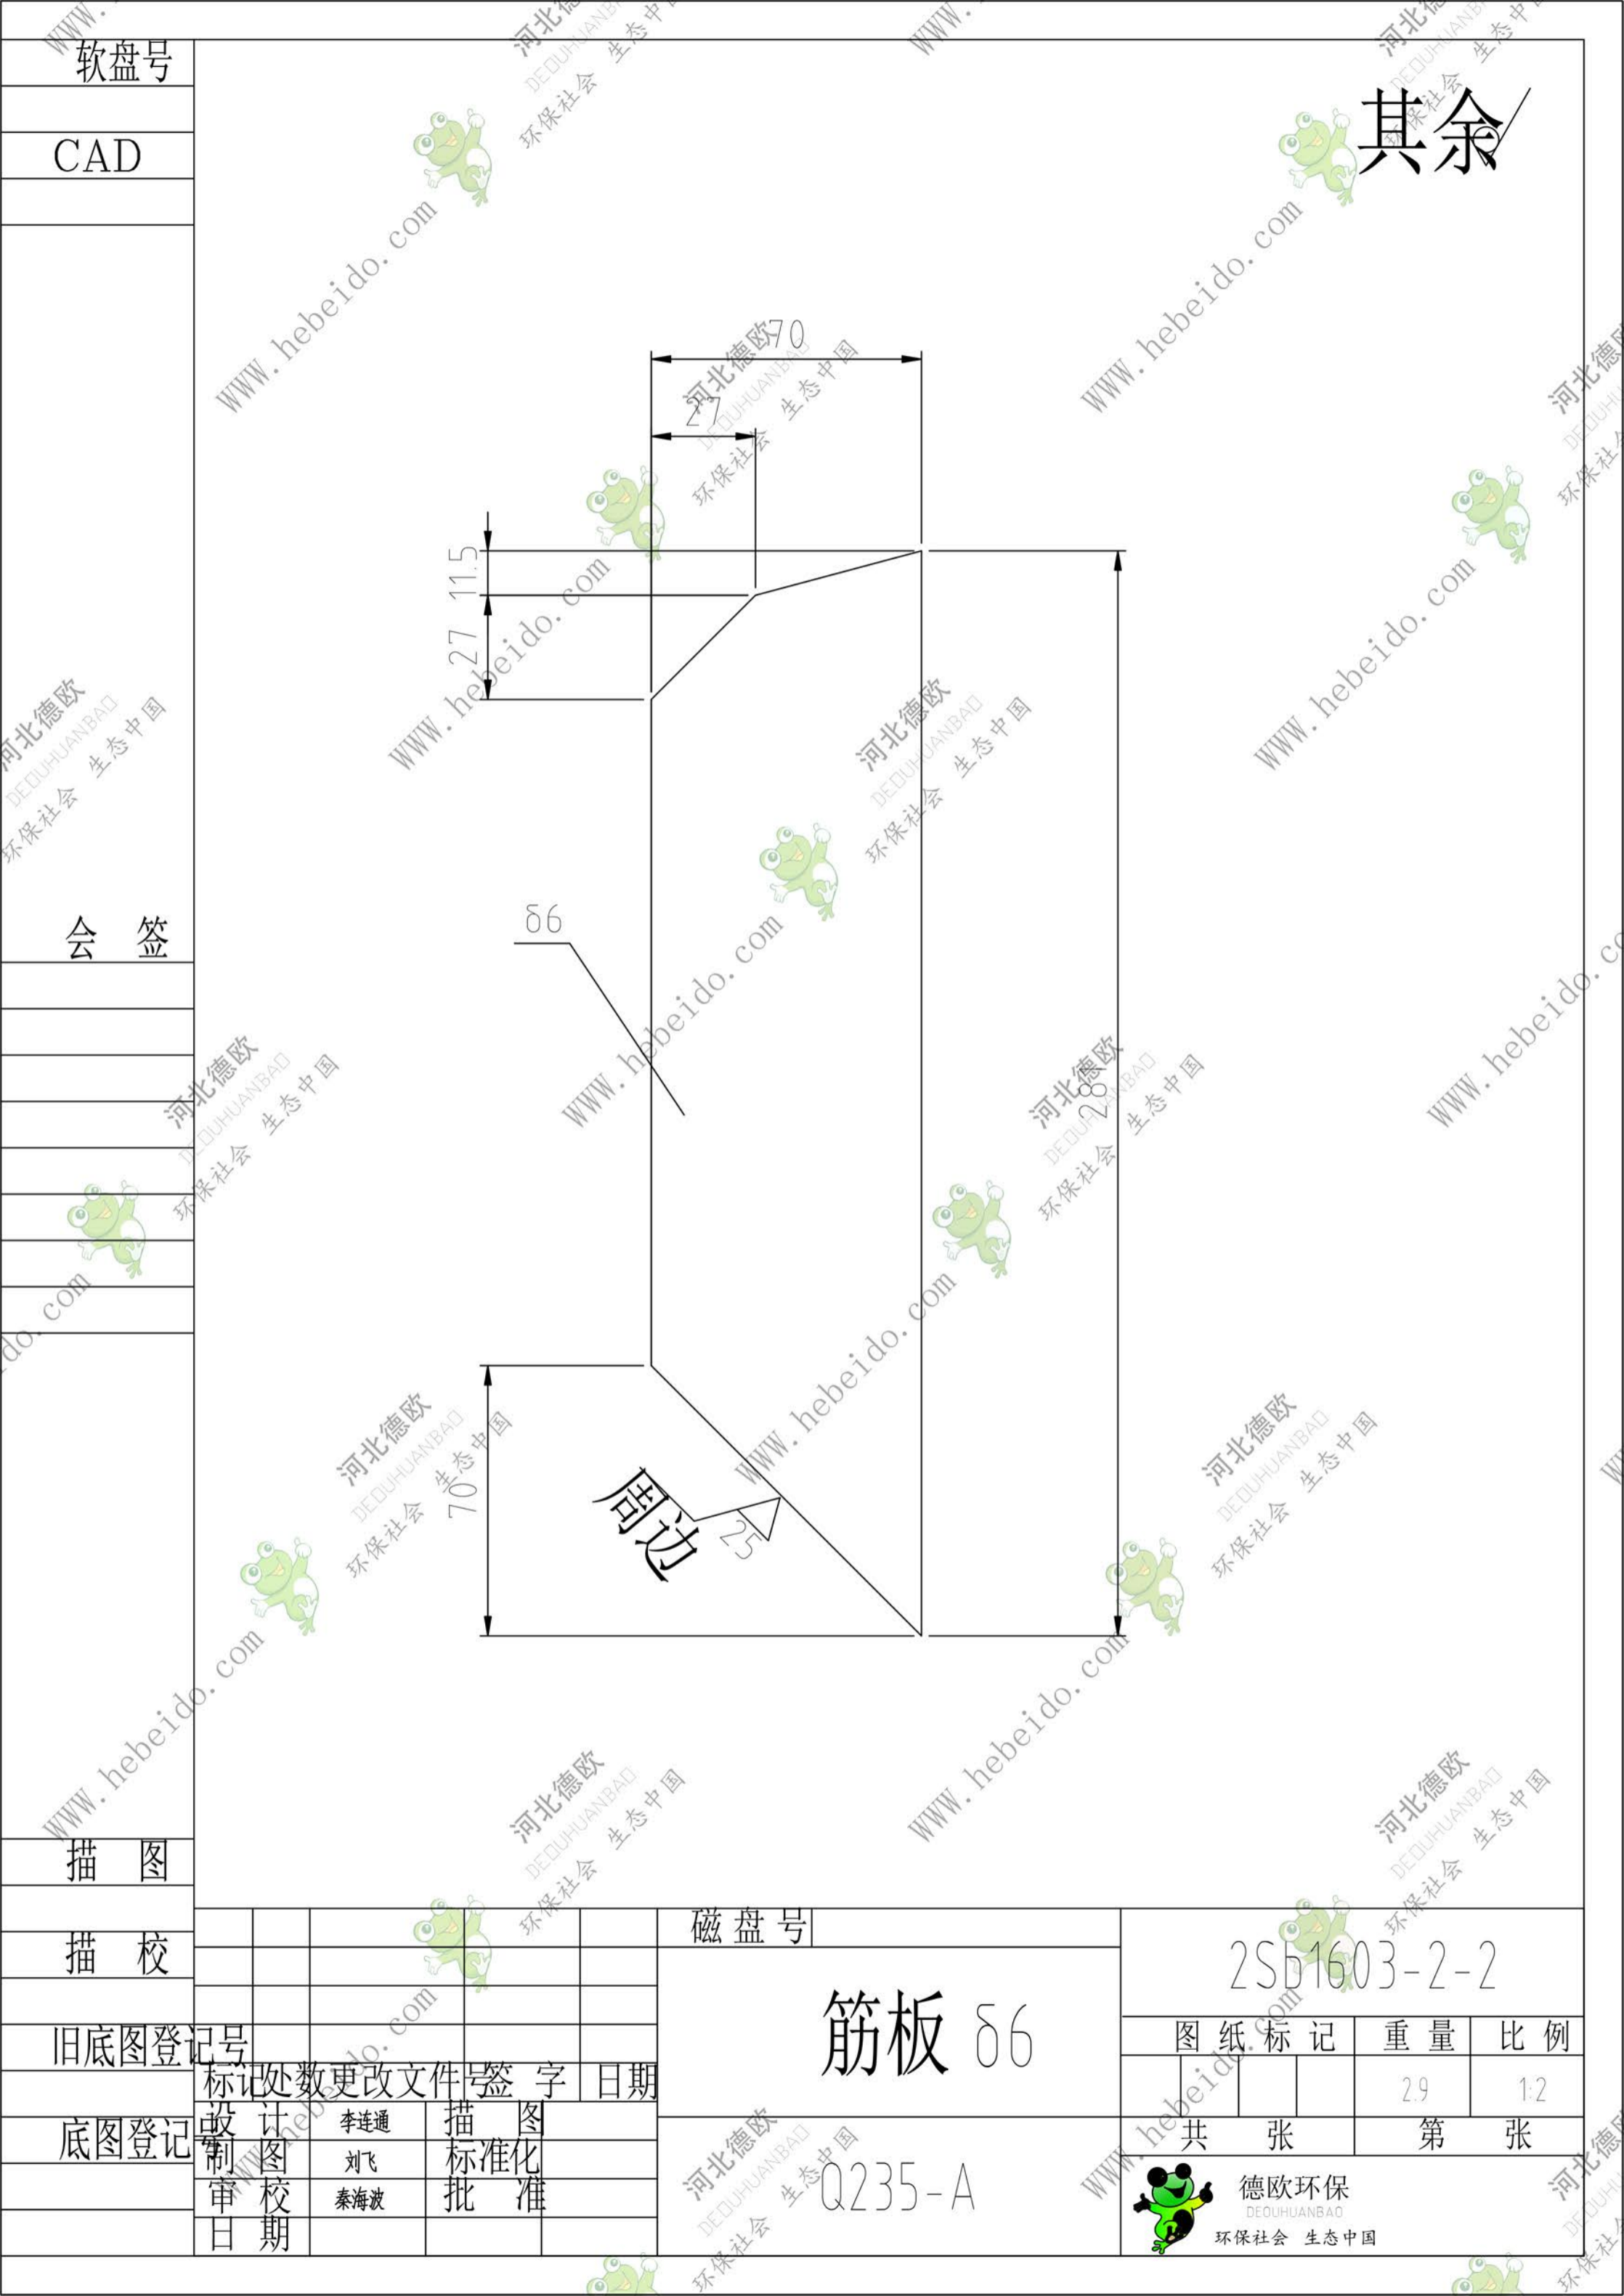 软盘号
CAD
其余
70
27
11.5
27
δ6
281
会 签
70
周边
25
描 图
描 校
旧底图登记号
底图登记号
标记 处数 更改文件号 签 字 日期
设 计 李连通 描 图
制 图 刘飞 标准化
审 校 秦海波 批 准
日 期
磁盘号
筋板 δ6
Q235-A
2Sb1603-2-2
图纸标记 重量 比例
2.9 1:2
共 张 第 张
德欧环保
DEOUHUANBAO
环保社会 生态中国
河北德欧
DEOUHUANBAO
环保社会 生态中国
WWW.hebeido.com